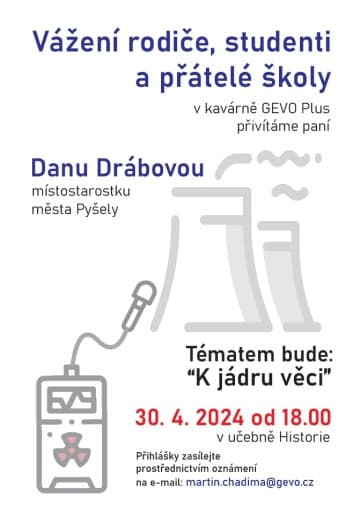 Vážení rodiče, studenti
a přátelé školy
v kavárně GEVO Plus
přivítáme paní
Danu Drábovou
místostarostku
města Pyšely
Tématem bude:
“K jádru věci”
30. 4. 2024 od 18.00
v učebně Historie
Přihlášky zasílejte
prostřednictvím oznámení
na e-mail: martin.chadima@gevo.cz